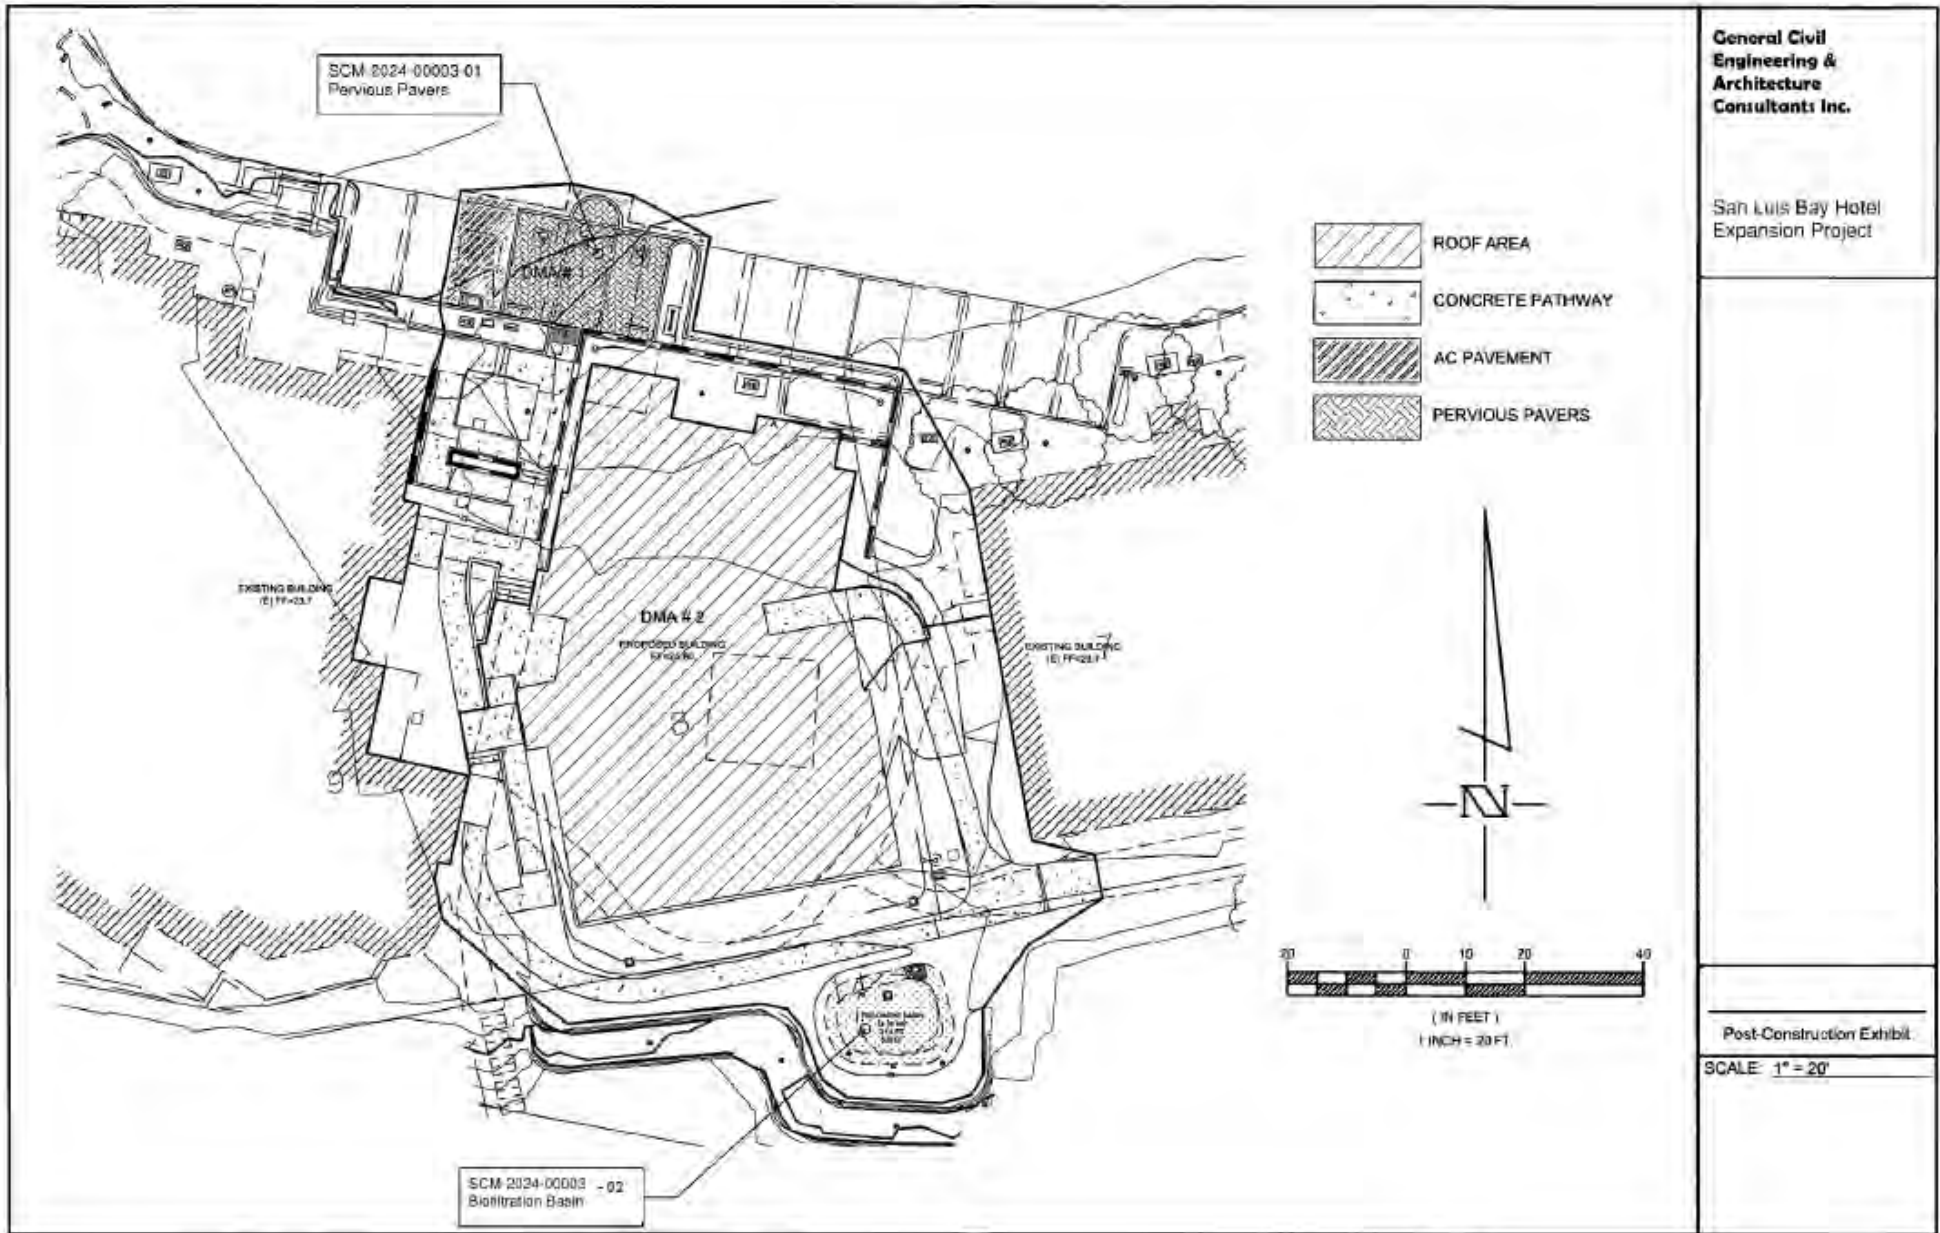 SCM-2024-00003-01
Pervious Pavers
DMA # 1
EXISTING BUILDING
DMA # 2
PROPOSED BUILDING
EXISTING BUILDING
SCM-2024-00003 - 02
Biofiltration Basin
ROOF AREA
CONCRETE PATHWAY
AC PAVEMENT
PERVIOUS PAVERS
N
20 0 10 20 40
( IN FEET )
1 INCH = 20 FT
General Civil
Engineering &
Architecture
Consultants Inc.
San Luis Bay Hotel
Expansion Project
Post-Construction Exhibit
SCALE: 1" = 20'